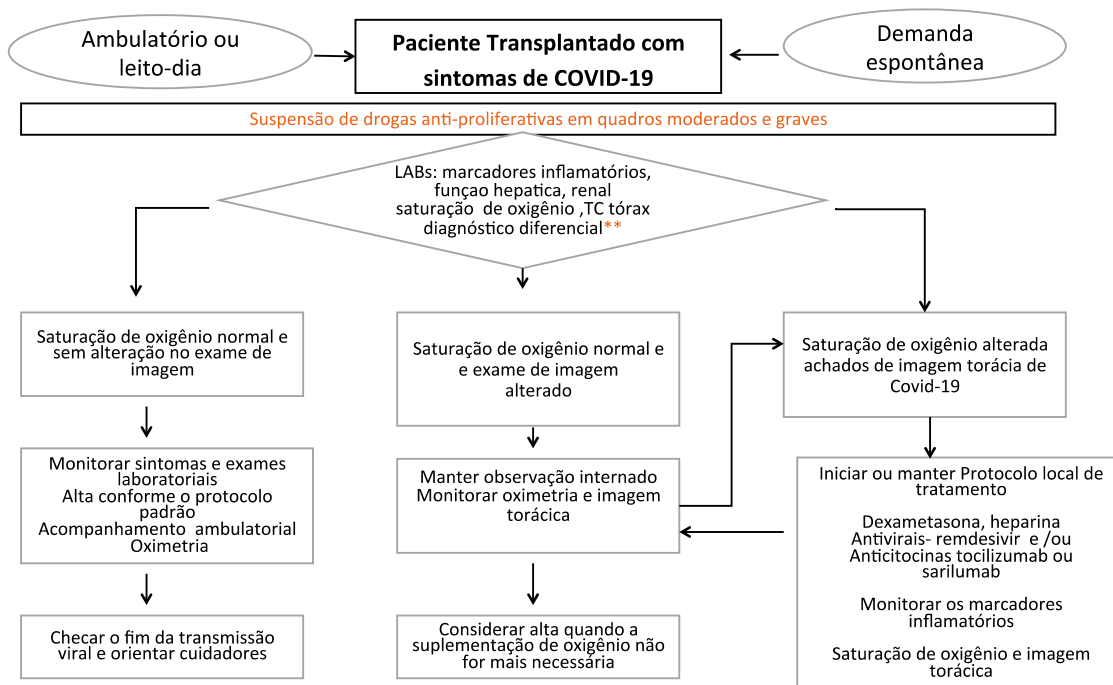 Ambulatório ou
leito-dia
Paciente Transplantado com
sintomas de COVID-19
Demanda
espontânea
Suspensão de drogas anti-proliferativas em quadros moderados e graves
LABs: marcadores inflamatórios,
funçao hepatica, renal
saturação de oxigênio ,TC tórax
diagnóstico diferencial**
Saturação de oxigênio normal e
sem alteração no exame de
imagem
Saturação de oxigênio normal e
e exame de imagem
alterado
Saturação de oxigênio alterada
achados de imagem torácia de
Covid-19
Monitorar sintomas e exames
laboratoriais
Alta conforme o protocolo
padrão
Acompanhamento ambulatorial
Oximetria
Manter observação internado
Monitorar oximetria e imagem
torácica
Iniciar ou manter Protocolo local de
tratamento
Dexametasona, heparina
Antivirais- remdesivir e /ou
Anticitocinas tocilizumab ou
sarilumab
Monitorar os marcadores
inflamatórios
Saturação de oxigênio e imagem
torácica
Checar o fim da transmissão
viral e orientar cuidadores
Considerar alta quando a
suplementação de oxigênio não
for mais necessária